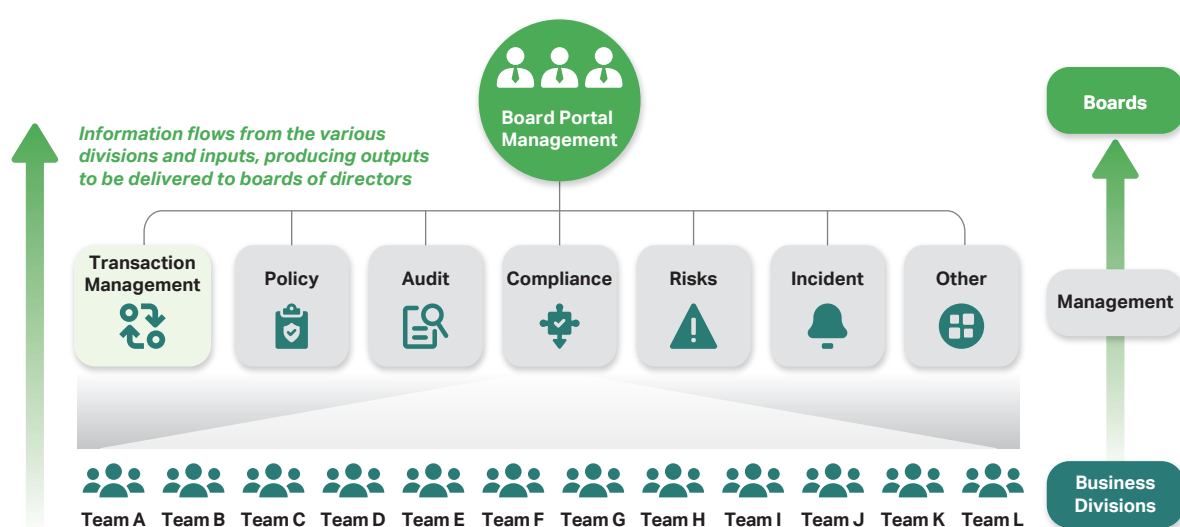 Board Portal
Management
Boards
Information flows from the various
divisions and inputs, producing outputs
to be delivered to boards of directors
Transaction
Management
Policy
Audit
Compliance
Risks
Incident
Other
Management
Team A
Team B
Team C
Team D
Team E
Team F
Team G
Team H
Team I
Team J
Team K
Team L
Business
Divisions